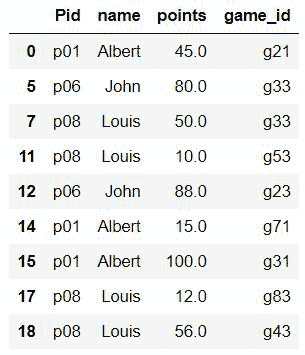 Pid name points game_id
0 p01 Albert 45.0 g21
5 p06 John 80.0 g33
7 p08 Louis 50.0 g33
11 p08 Louis 10.0 g53
12 p06 John 88.0 g23
14 p01 Albert 15.0 g71
15 p01 Albert 100.0 g31
17 p08 Louis 12.0 g83
18 p08 Louis 56.0 g43